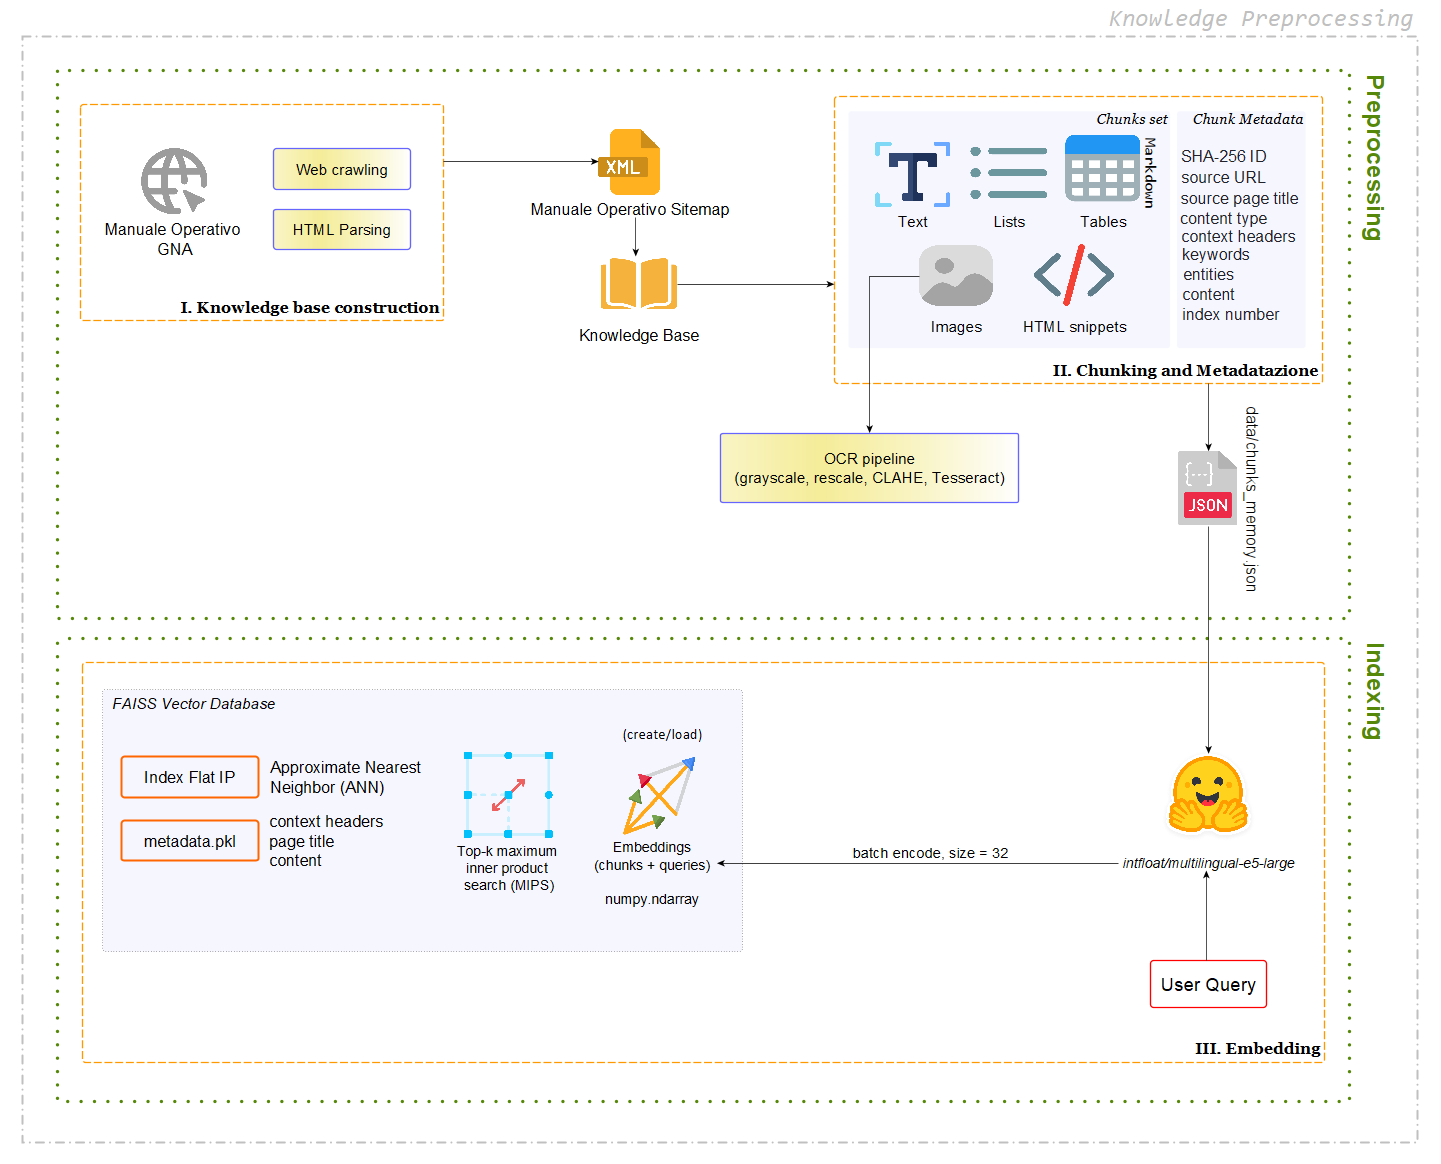 Knowledge Preprocessing
Preprocessing
Manuale Operativo
GNA
Web crawling
HTML Parsing
I. Knowledge base construction
XML
Manuale Operativo Sitemap
Knowledge Base
Chunks set
T
Text
Lists
Tables
Markdown
Images
HTML snippets
Chunk Metadata
SHA-256 ID
source URL
source page title
content type
context headers
keywords
entities
content
index number
II. Chunking and Metadatazione
OCR pipeline
(grayscale, rescale, CLAHE, Tesseract)
{...}
JSON
data/chunks_memory.json
Indexing
FAISS Vector Database
Index Flat IP
Approximate Nearest
Neighbor (ANN)
metadata.pkl
context headers
page title
content
Top-k maximum
inner product
search (MIPS)
(create/load)
Embeddings
(chunks + queries)
numpy.ndarray
batch encode, size = 32
intfloat/multilingual-e5-large
User Query
III. Embedding